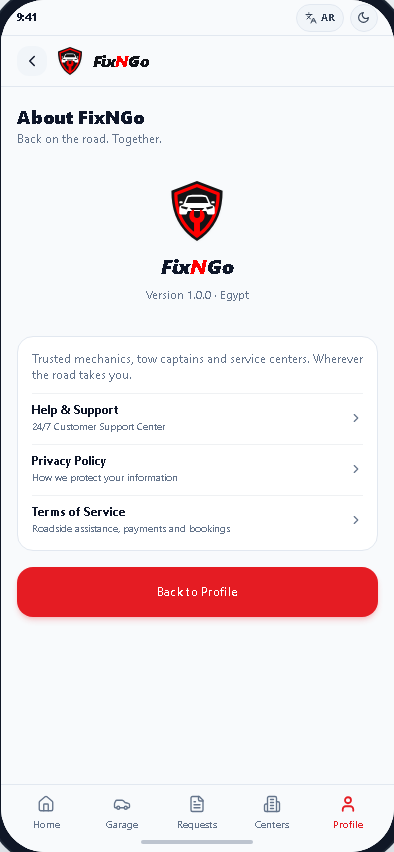 9:41
AR
FixNGo
About FixNGo
Back on the road. Together.
FixNGo
Version 1.0.0 · Egypt
Trusted mechanics, tow captains and service centers. Wherever
the road takes you.
Help & Support
24/7 Customer Support Center
Privacy Policy
How we protect your information
Terms of Service
Roadside assistance, payments and bookings
Back to Profile
Home
Garage
Requests
Centers
Profile